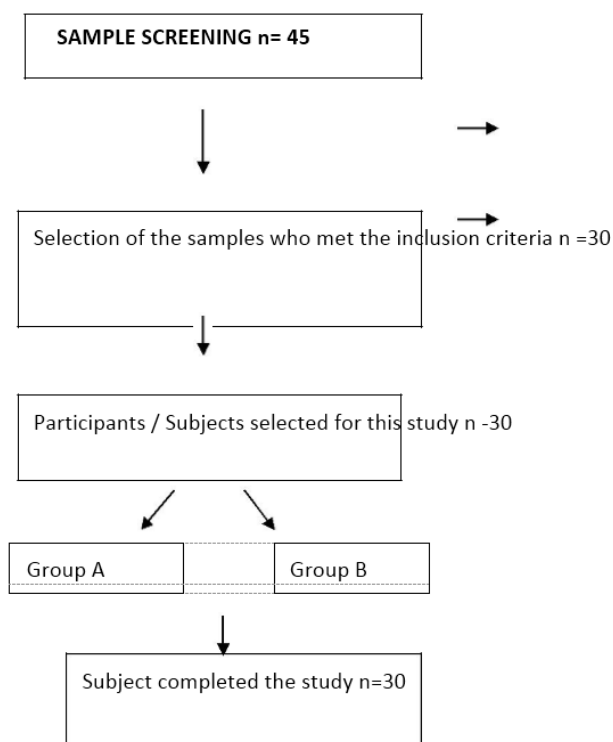 SAMPLE SCREENING n= 45
Selection of the samples who met the inclusion criteria n =30
Participants / Subjects selected for this study n -30
Group A
Group B
Subject completed the study n=30